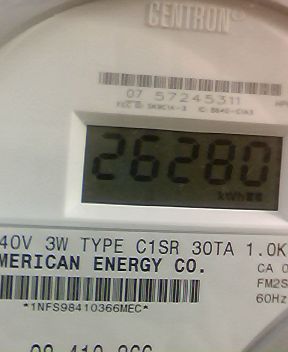 CENTRON®
07 57245311
26280
kWh
40V 3W TYPE C1SR 30TA 1.0K
MERICAN ENERGY CO.
CA 0
FM2S
60Hz
*1NFS98410366MEC*